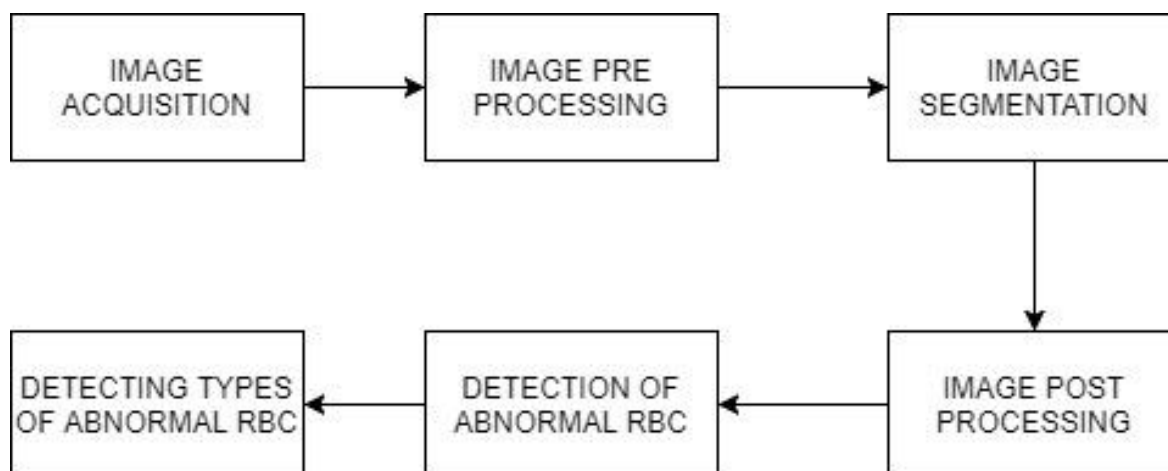 IMAGE
ACQUISITION
IMAGE PRE
PROCESSING
IMAGE
SEGMENTATION
IMAGE POST
PROCESSING
DETECTION OF
ABNORMAL RBC
DETECTING TYPES
OF ABNORMAL RBC